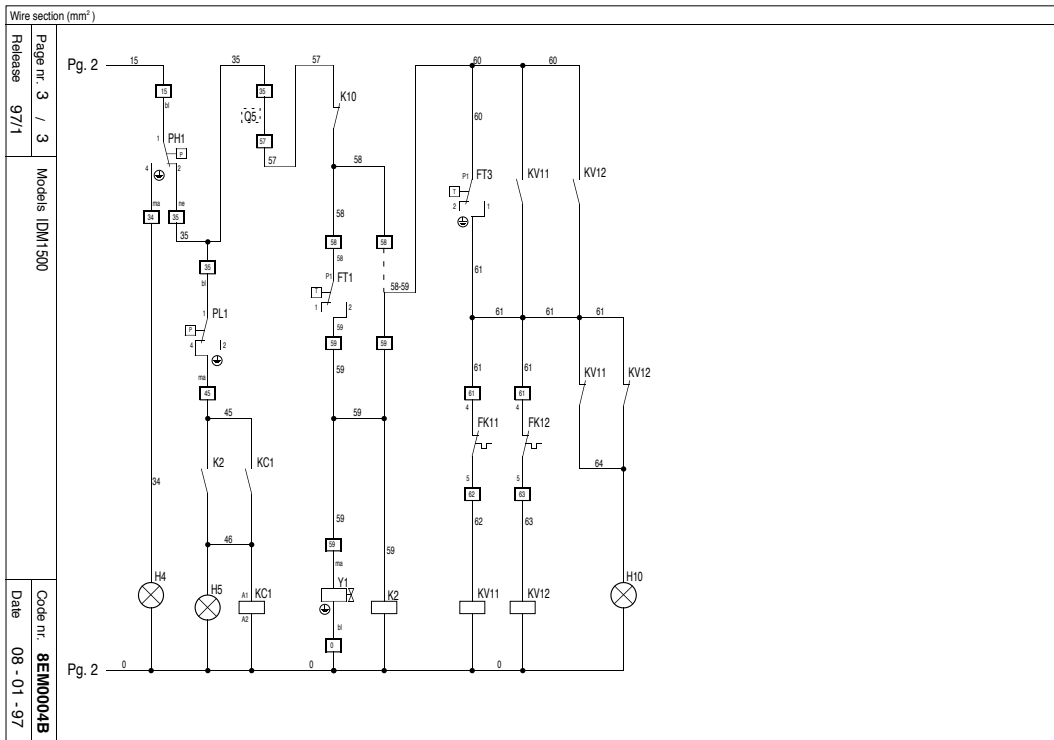 Wire section (mm²)
Page nr. 3 / 3
Release 97/1
Models IDM1500
Code nr. 8EM0004B
Date 08 - 01 - 97
Pg. 2 15 35 57 60 60
15 35
bl
K10
Q5
60
1 PH1
P
57
57 58
4 2
P1 FT3 KV11 KV12
T
2 1
ma ne
34 35 58
35
58 58
35
58
61
bl
P1 FT1
T
58-59
1 2
1 PL1
P
59
61 61 61
4 2
59 59
ma
59
61 61
KV11 KV12
45
61 61
4 4
45 59
FK11 FK12
K2 KC1
64
34
5 5
62 63
59
62 63
46
59
59
ma
H4 H5 A1 KC1 A2 Y1 K2 KV11 KV12 H10
bl
0
Pg. 2 0 0 0